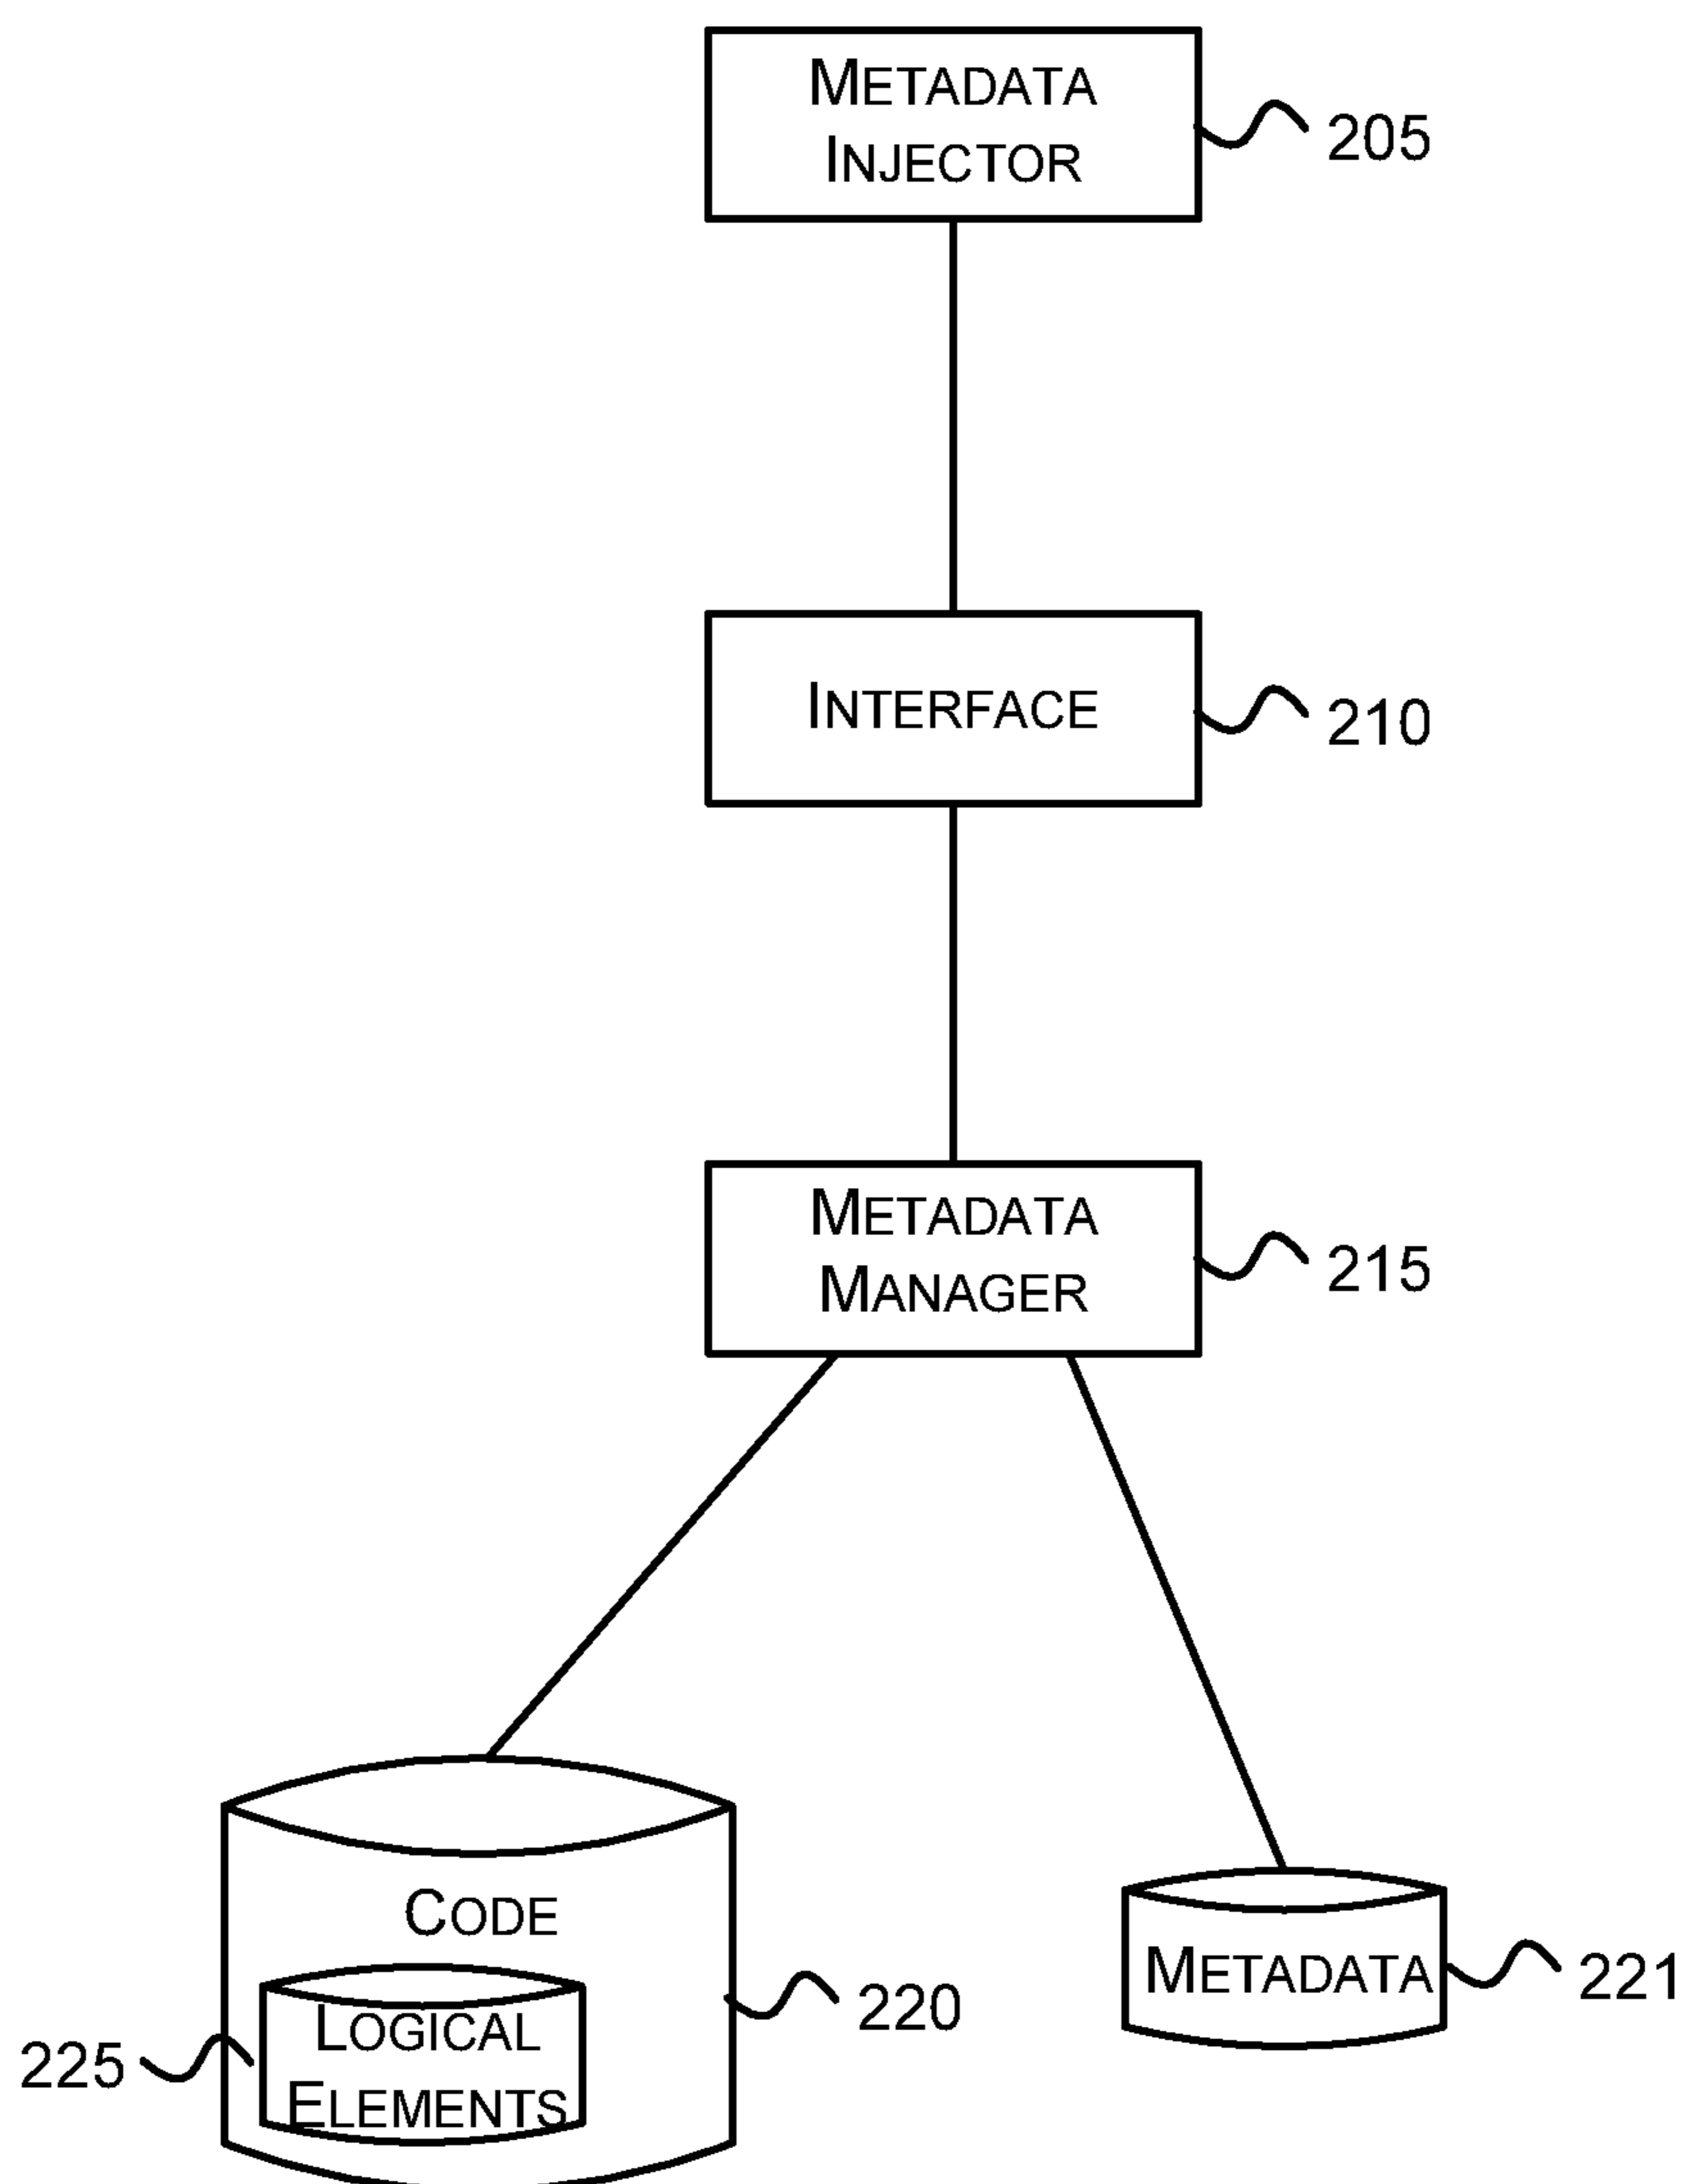 METADATA
INJECTOR
205
INTERFACE
210
METADATA
MANAGER
215
CODE
220
LOGICAL
ELEMENTS
225
METADATA
221